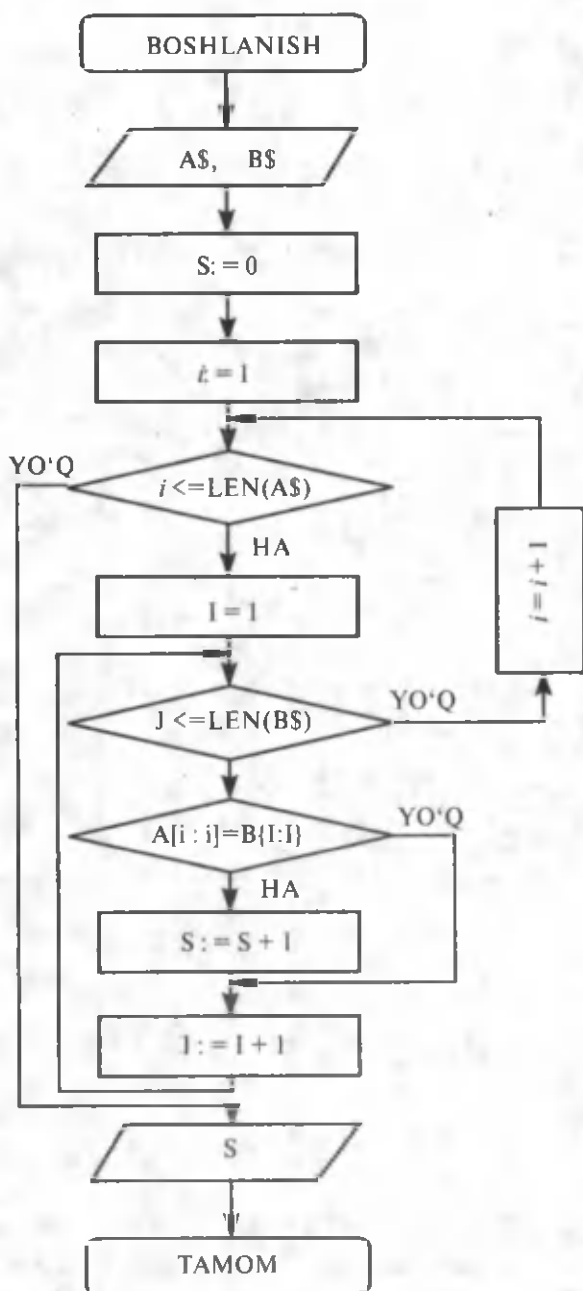 BOSHLANISH
A$, B$
S: = 0
i: = 1
YO‘Q
i <=LEN(A$)
HA
I = 1
i = i + 1
J <=LEN(B$)
YO‘Q
A[i : i]=B{I:I}
YO‘Q
HA
S : = S + 1
I : = I + 1
S
TAMOM